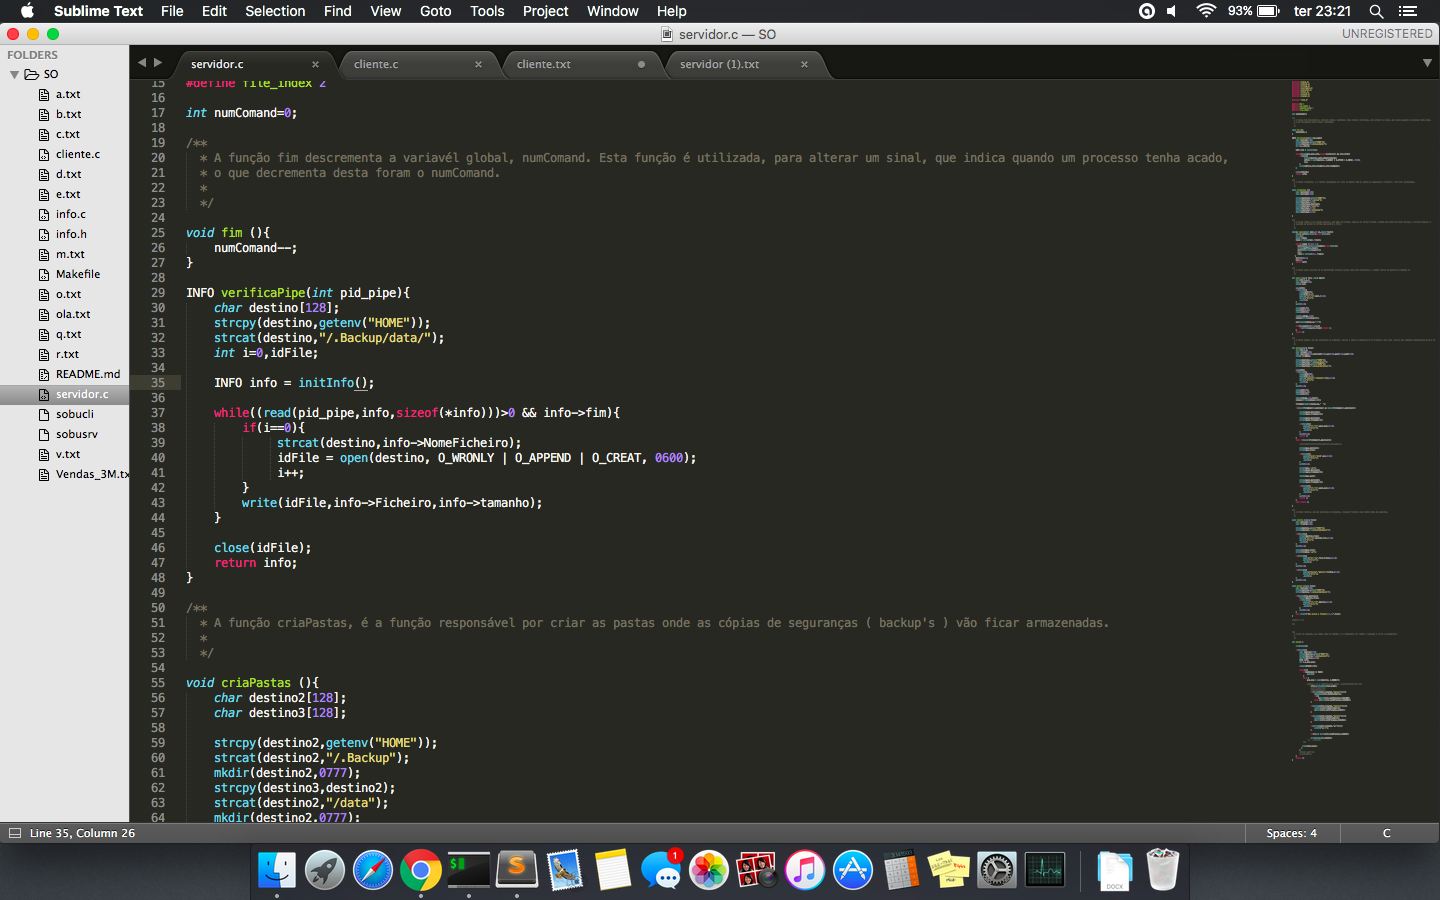 Sublime Text File Edit Selection Find View Goto Tools Project Window Help 93% ter 23:21
servidor.c — SO UNREGISTERED
FOLDERS
SO
a.txt
b.txt
c.txt
cliente.c
d.txt
e.txt
info.c
info.h
m.txt
Makefile
o.txt
ola.txt
q.txt
r.txt
README.md
servidor.c
sobucli
sobusrv
v.txt
Vendas_3M.tx
servidor.c cliente.c cliente.txt servidor (1).txt
15 #define file_index 2
16
17 int numComand=0;
18
19 /**
20 * A função fim descrementa a variavél global, numComand. Esta função é utilizada, para alterar um sinal, que indica quando um processo tenha acado,
21 * o que decrementa desta foram o numComand.
22 *
23 */
24
25 void fim (){
26 numComand--;
27 }
28
29 INFO verificaPipe(int pid_pipe){
30 char destino[128];
31 strcpy(destino,getenv("HOME"));
32 strcat(destino,"/.Backup/data/");
33 int i=0,idFile;
34
35 INFO info = initInfo();
36
37 while((read(pid_pipe,info,sizeof(*info)))>0 && info->fim){
38 if(i==0){
39 strcat(destino,info->NomeFicheiro);
40 idFile = open(destino, O_WRONLY | O_APPEND | O_CREAT, 0600);
41 i++;
42 }
43 write(idFile,info->Ficheiro,info->tamanho);
44 }
45
46 close(idFile);
47 return info;
48 }
49
50 /**
51 * A função criaPastas, é a função responsável por criar as pastas onde as cópias de seguranças ( backup's ) vão ficar armazenadas.
52 *
53 */
54
55 void criaPastas (){
56 char destino2[128];
57 char destino3[128];
58
59 strcpy(destino2,getenv("HOME"));
60 strcat(destino2,"/.Backup");
61 mkdir(destino2,0777);
62 strcpy(destino3,destino2);
63 strcat(destino2,"/data");
64 mkdir(destino2,0777);
Line 35, Column 26 Spaces: 4 C
1
DOCX